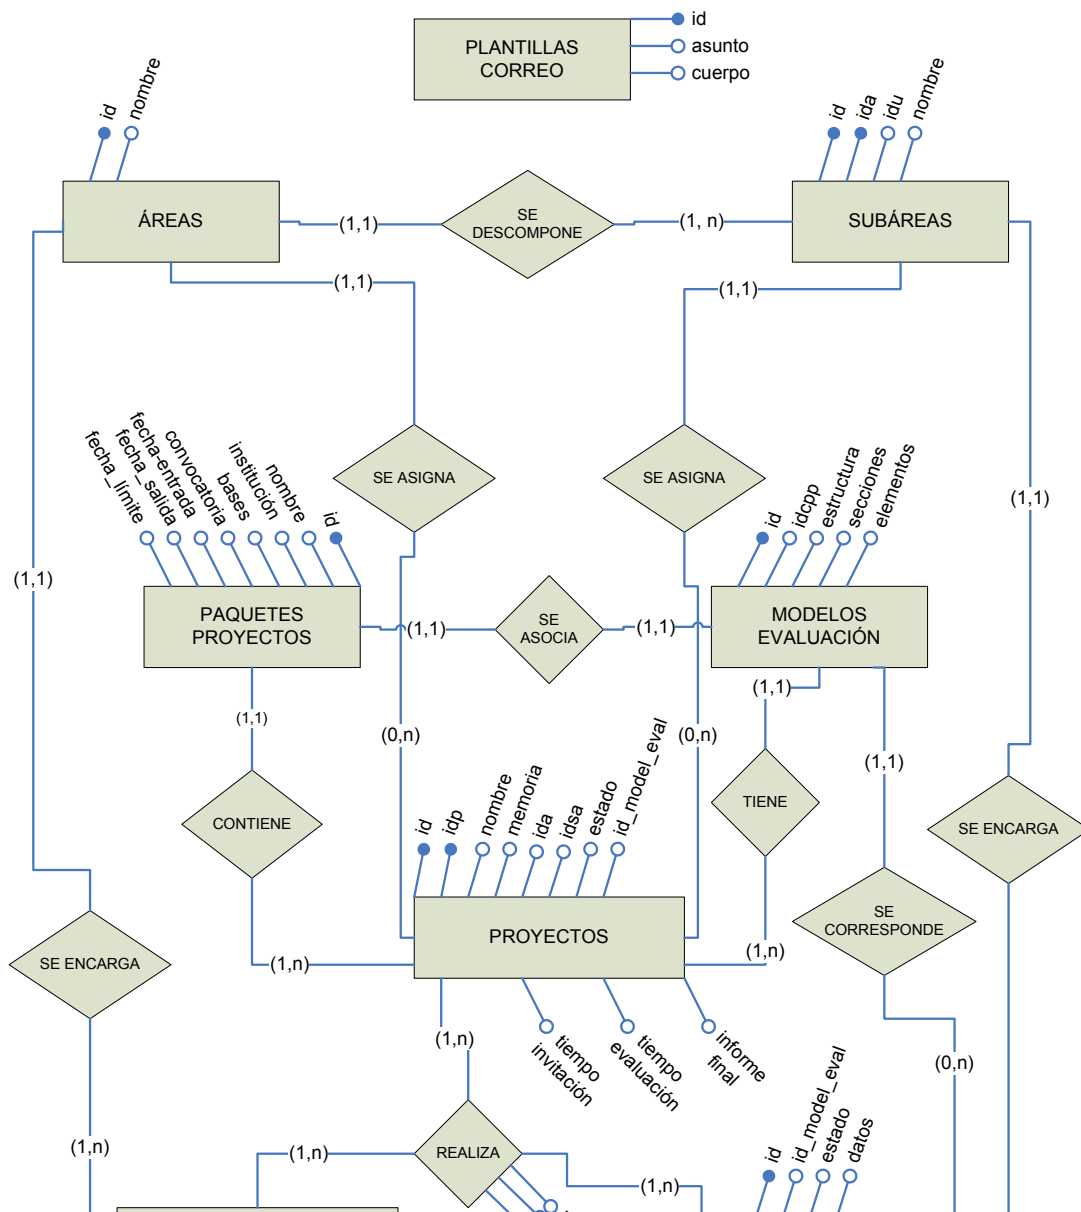 PLANTILLAS
CORREO
id
asunto
cuerpo
id
nombre
id
ida
idu
nombre
ÁREAS
(1,1)
SE
DESCOMPONE
(1, n)
SUBÁREAS
(1,1)
(1,1)
(1,1)
(1,1)
SE ASIGNA
SE ASIGNA
fecha_límite
fecha_salida
fecha-entrada
convocatoria
bases
institución
nombre
id
id
idcpp
estructura
secciones
elementos
(1,1)
PAQUETES
PROYECTOS
(1,1)
SE
ASOCIA
(1,1)
MODELOS
EVALUACIÓN
(1,1)
(1,1)
(0,n)
(0,n)
(1,1)
CONTIENE
TIENE
SE ENCARGA
id
idp
nombre
memoria
ida
idsa
estado
id_model_eval
PROYECTOS
SE
CORRESPONDE
SE ENCARGA
(1,n)
(1,n)
(1,n)
tiempo
invitación
tiempo
evaluación
informe
final
(0,n)
(1,n)
(1,n)
REALIZA
(1,n)
id
id_model_eval
estado
datos